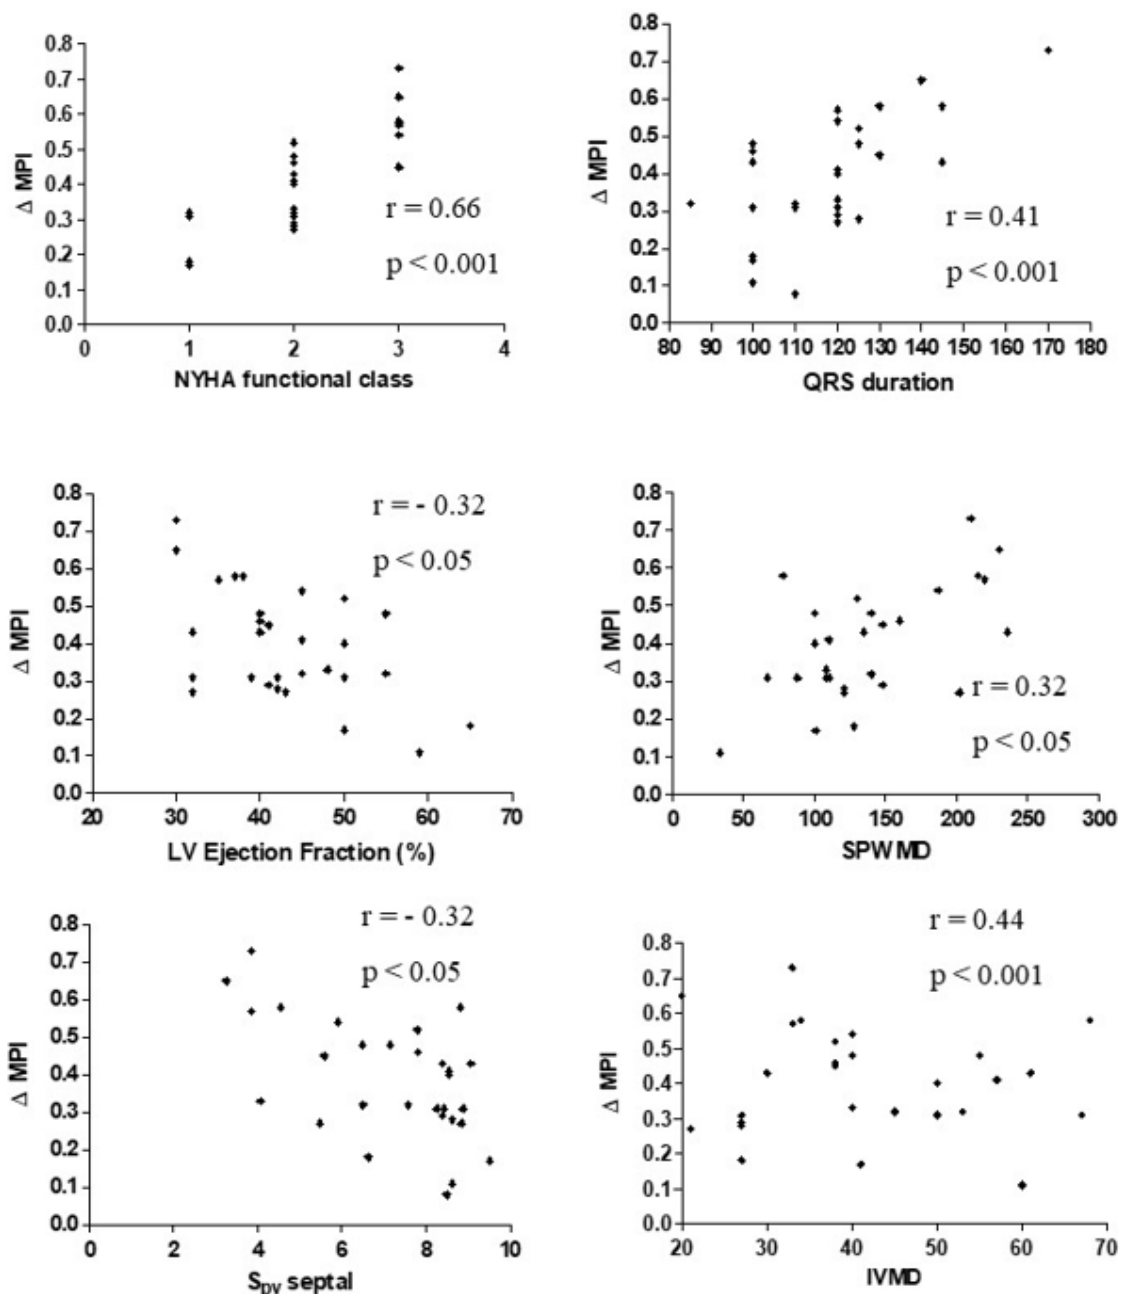 0.8
0.7
0.6
0.5
0.4
0.3
0.2
0.1
0.0
Δ MPI
r = 0.66
p < 0.001
0 1 2 3 4
NYHA functional class
0.8
0.7
0.6
0.5
0.4
0.3
0.2
0.1
0.0
Δ MPI
r = 0.41
p < 0.001
80 90 100 110 120 130 140 150 160 170 180
QRS duration
0.8
0.7
0.6
0.5
0.4
0.3
0.2
0.1
0.0
Δ MPI
r = - 0.32
p < 0.05
20 30 40 50 60 70
LV Ejection Fraction (%)
0.8
0.7
0.6
0.5
0.4
0.3
0.2
0.1
0.0
Δ MPI
r = 0.32
p < 0.05
0 50 100 150 200 250 300
SPWMD
r = - 0.32
p < 0.05
0.8
0.7
0.6
0.5
0.4
0.3
0.2
0.1
0.0
Δ MPI
0 2 4 6 8 10
Spv septal
r = 0.44
p < 0.001
0.8
0.7
0.6
0.5
0.4
0.3
0.2
0.1
0.0
Δ MPI
20 30 40 50 60 70
IVMD